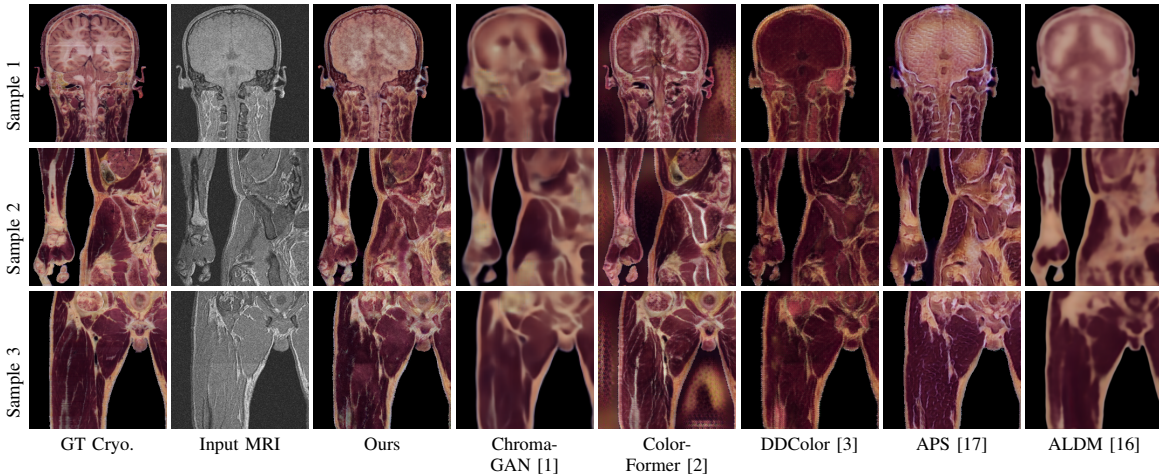 Sample 1
Sample 2
Sample 3
GT Cryo.
Input MRI
Ours
Chroma-
GAN [1]
Color-
Former [2]
DDColor [3]
APS [17]
ALDM [16]